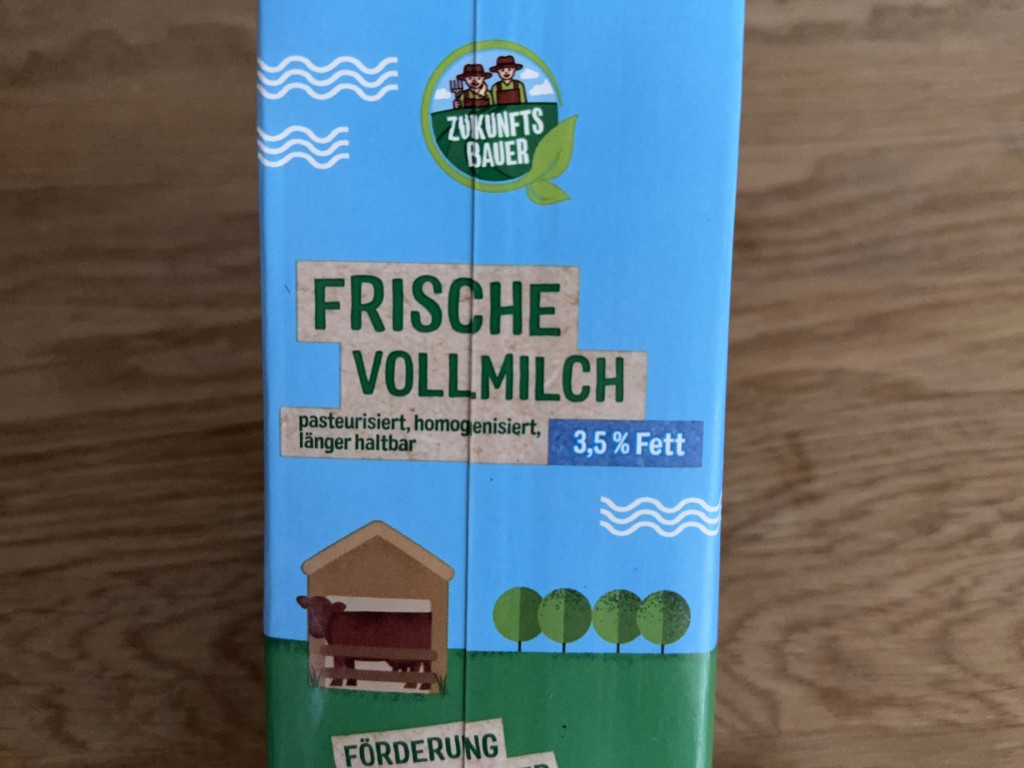 ZUKUNFTS
BAUER
FRISCHE
VOLLMILCH
pasteurisiert, homogenisiert,
länger haltbar
3,5 % Fett
FÖRDERUNG